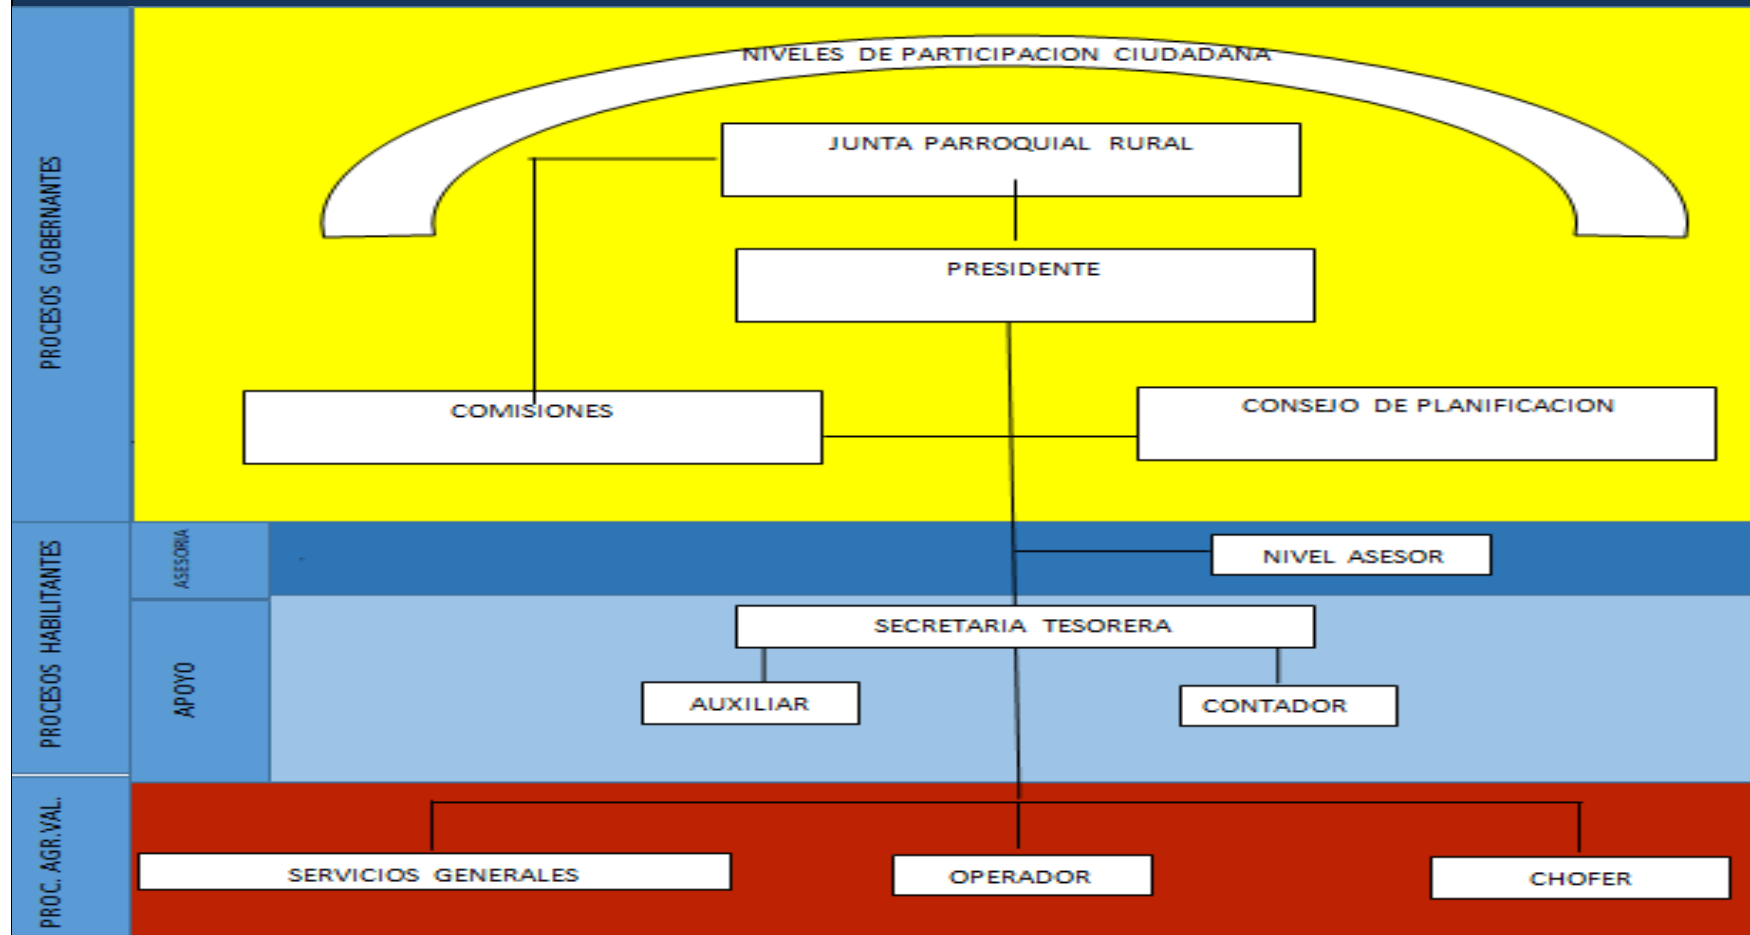 NIVELES DE PARTICIPACION CIUDADANA
PROCESOS GOBERNANTES
JUNTA PARROQUIAL RURAL
PRESIDENTE
COMISIONES
CONSEJO DE PLANIFICACION
PROCESOS HABILITANTES
ASESORIA
NIVEL ASESOR
APOYO
SECRETARIA TESORERA
AUXILIAR
CONTADOR
PROC. AGR.VAL.
SERVICIOS GENERALES
OPERADOR
CHOFER